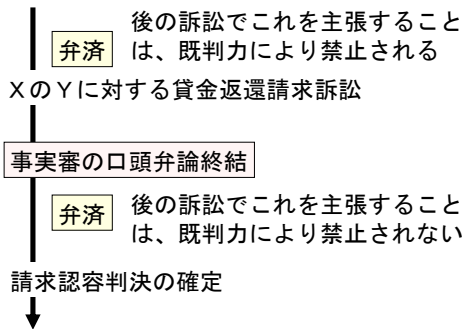 後の訴訟でこれを主張すること
弁済
は、既判力により禁止される
XのYに対する貸金返還請求訴訟
事実審の口頭弁論終結
弁済
後の訴訟でこれを主張すること
は、既判力により禁止されない
請求認容判決の確定